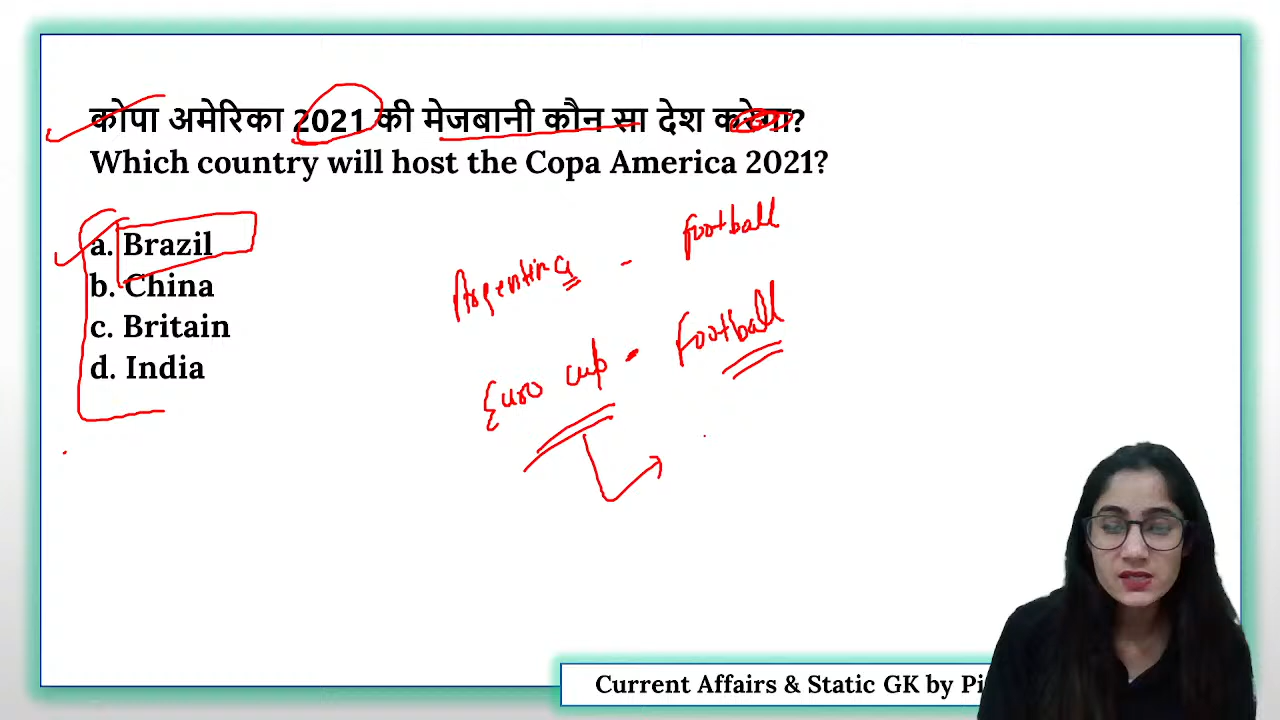 कोपा अमेरिका 2021 की मेजबानी कौन सा देश करेगा?
Which country will host the Copa America 2021?
a. Brazil
b. China
c. Britain
d. India
Argentina - football
Euro cup - Football
Current Affairs & Static GK by Pi